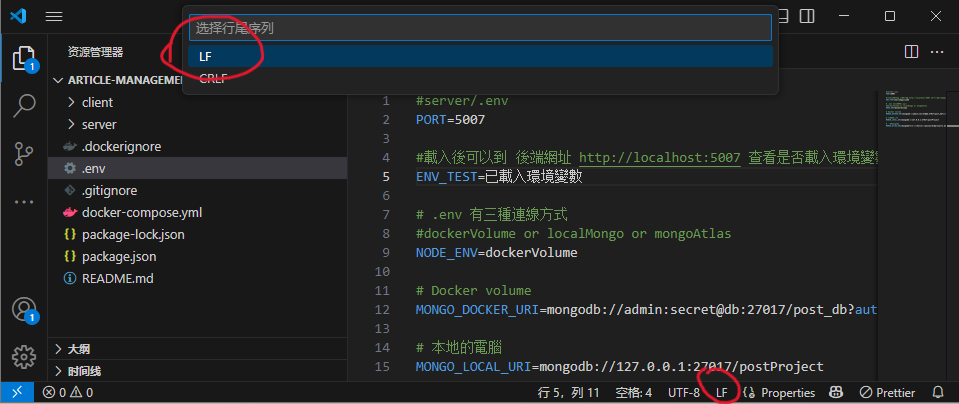 选择行尾序列
LF
CRLF
资源管理器
1
ARTICLE-MANAGEME
client
server
.dockerignore
.env
.gitignore
docker-compose.yml
package-lock.json
package.json
README.md
大纲
时间线
1
1 #server/.env
2 PORT=5007
3
4 #載入後可以到 後端網址 http://localhost:5007 查看是否載入環境變數
5 ENV_TEST=已載入環境變數
6
7 # .env 有三種連線方式
8 #dockerVolume or localMongo or mongoAtlas
9 NODE_ENV=dockerVolume
10
11 # Docker volume
12 MONGO_DOCKER_URI=mongodb://admin:secret@db:27017/post_db?aut
13
14 # 本地的電腦
15 MONGO_LOCAL_URI=mongodb://127.0.0.1:27017/postProject
0 0 行 5，列 11 空格: 4 UTF-8 LF Properties Prettier